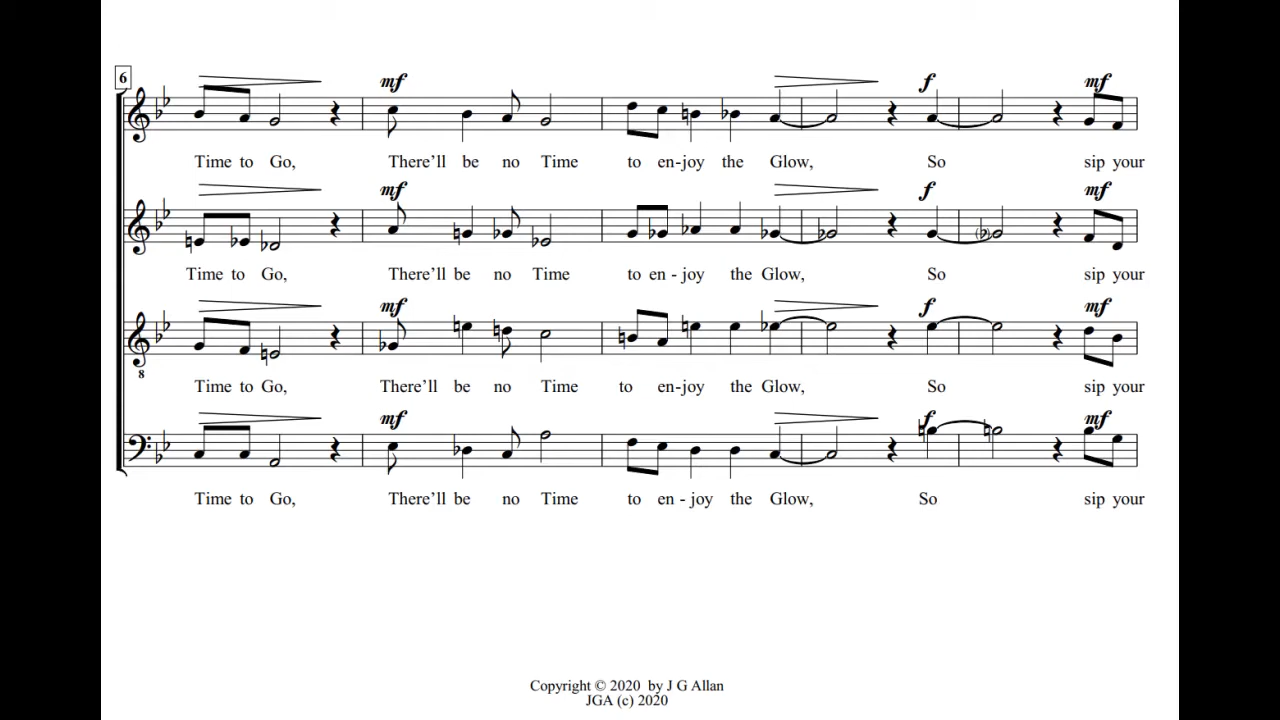 6
mf f mf
Time to Go, There’ll be no Time to en-joy the Glow, So sip your
mf f mf
Time to Go, There’ll be no Time to en - joy the Glow, So sip your
mf f mf
8
Time to Go, There’ll be no Time to en-joy the Glow, So sip your
mf f mf
Time to Go, There’ll be no Time to en - joy the Glow, So sip your
Copyright © 2020 by J G Allan
JGA (c) 2020